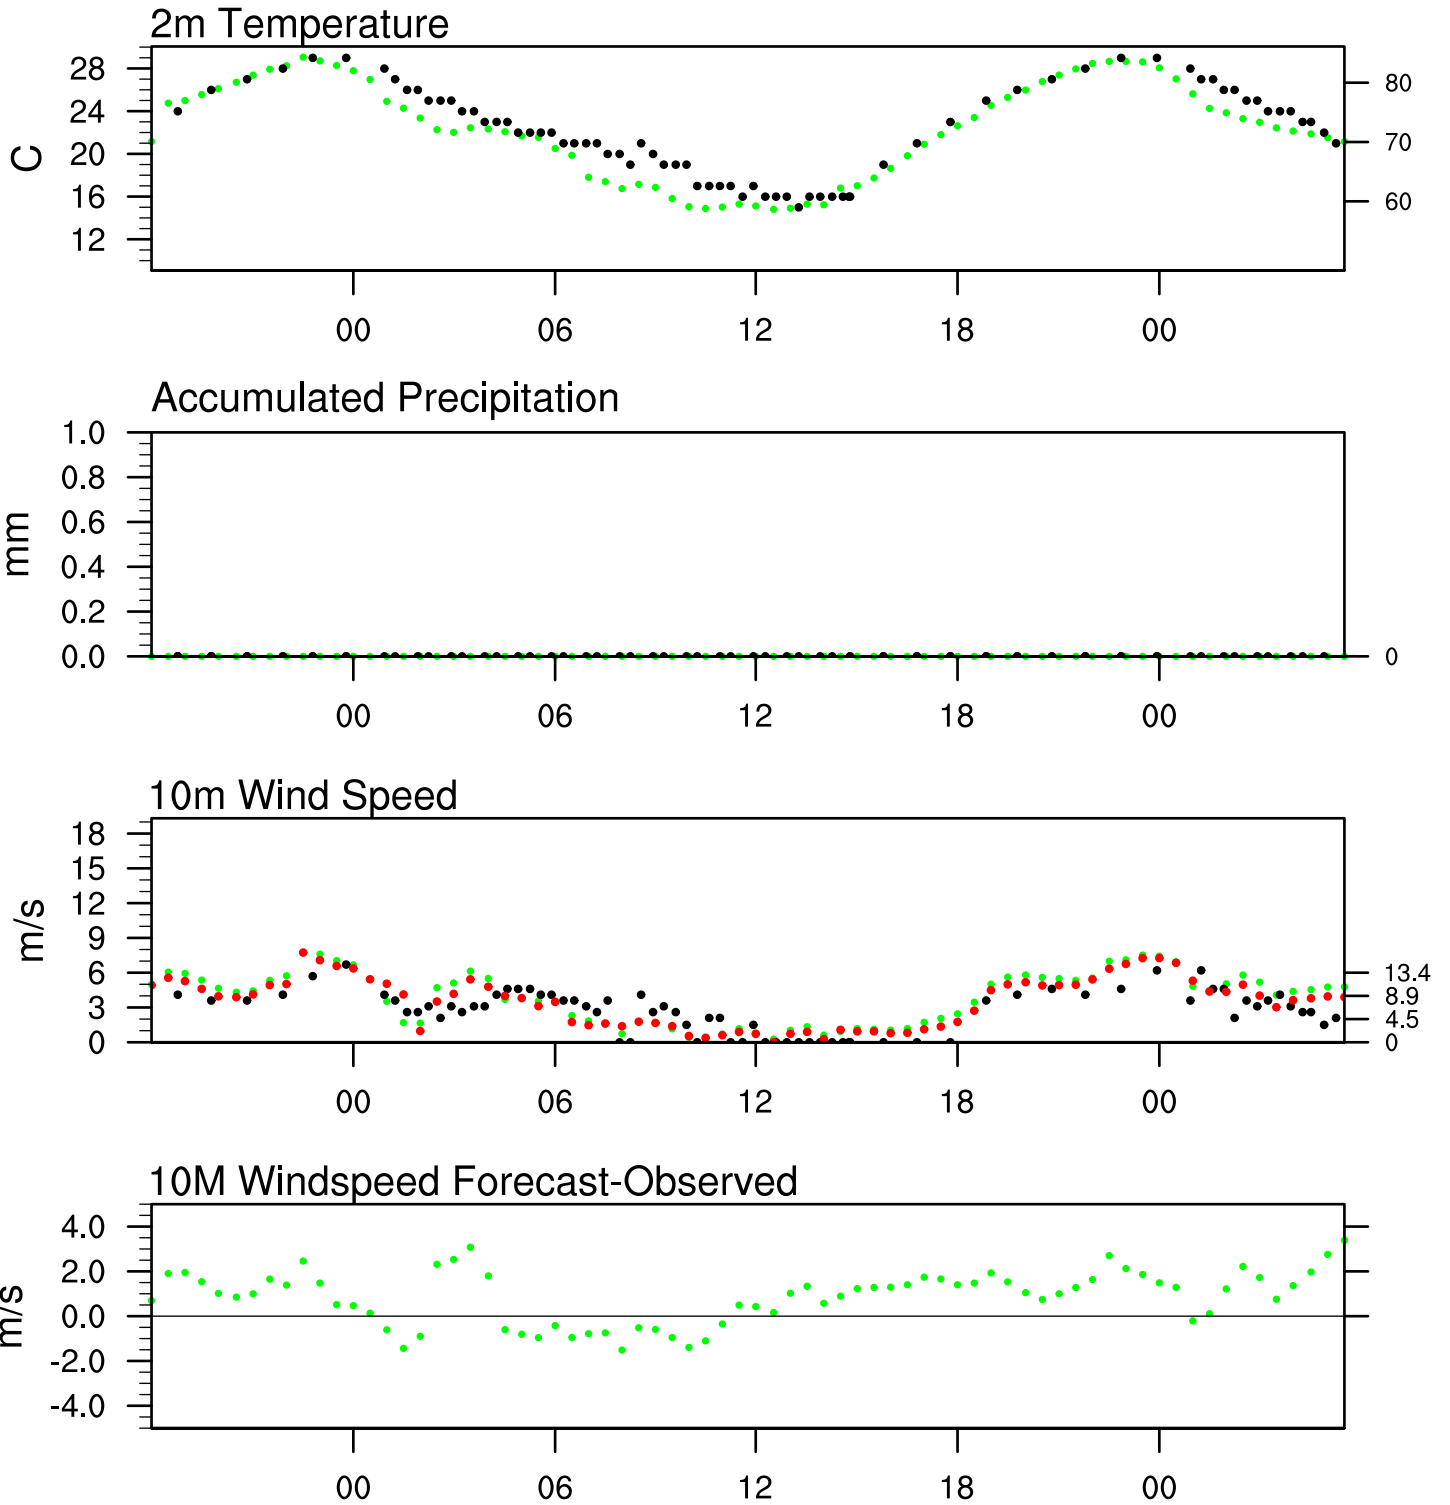 2m Temperature
28
24
20
16
12
C
80
70
60
00 06 12 18 00
Accumulated Precipitation
1.0
0.8
0.6
0.4
0.2
0.0
mm
0
00 06 12 18 00
10m Wind Speed
18
15
12
9
6
3
0
m/s
13.4
8.9
4.5
0
00 06 12 18 00
10M Windspeed Forecast-Observed
4.0
2.0
0.0
-2.0
-4.0
m/s
00 06 12 18 00